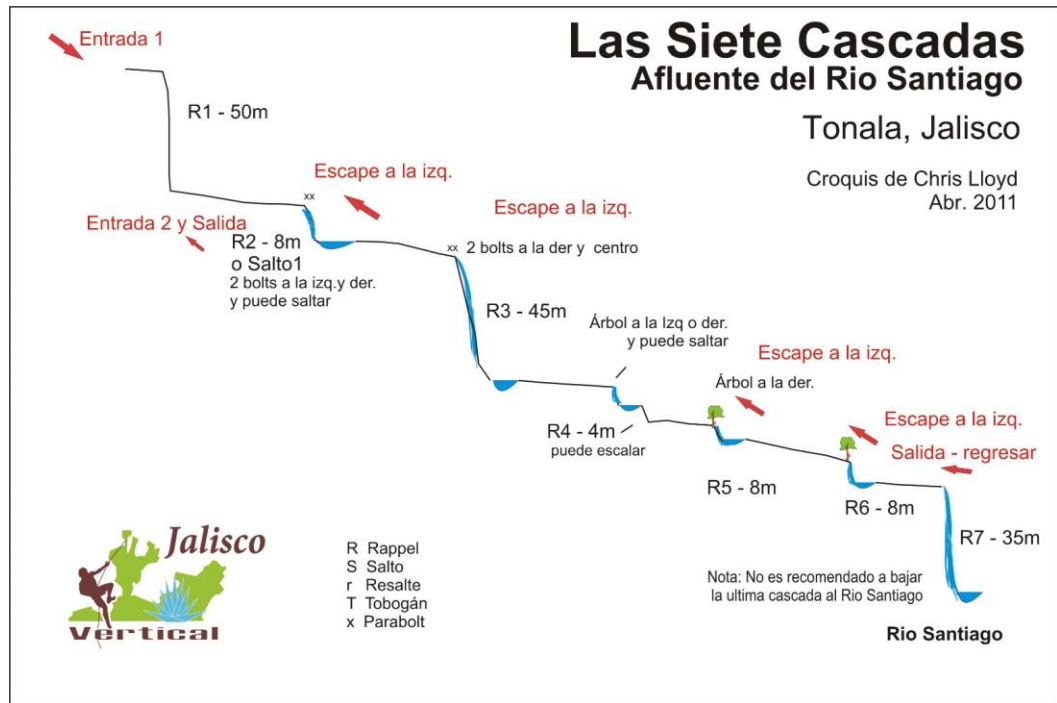 Las Siete Cascadas
Afluente del Rio Santiago
Tonala, Jalisco
Croquis de Chris Lloyd
Abr. 2011
Entrada 1
R1 - 50m
Escape a la izq.
xx
Entrada 2 y Salida
R2 - 8m
o Salto1
2 bolts a la izq.y der.
y puede saltar
Escape a la izq.
xx 2 bolts a la der y centro
R3 - 45m
Árbol a la Izq o der.
y puede saltar
R4 - 4m
puede escalar
Escape a la izq.
Árbol a la der.
R5 - 8m
Escape a la izq.
Salida - regresar
R6 - 8m
R7 - 35m
Nota: No es recomendado a bajar
la ultima cascada al Rio Santiago
Rio Santiago
Jalisco
Vertical
R Rappel
S Salto
r Resalte
T Tobogán
x Parabolt